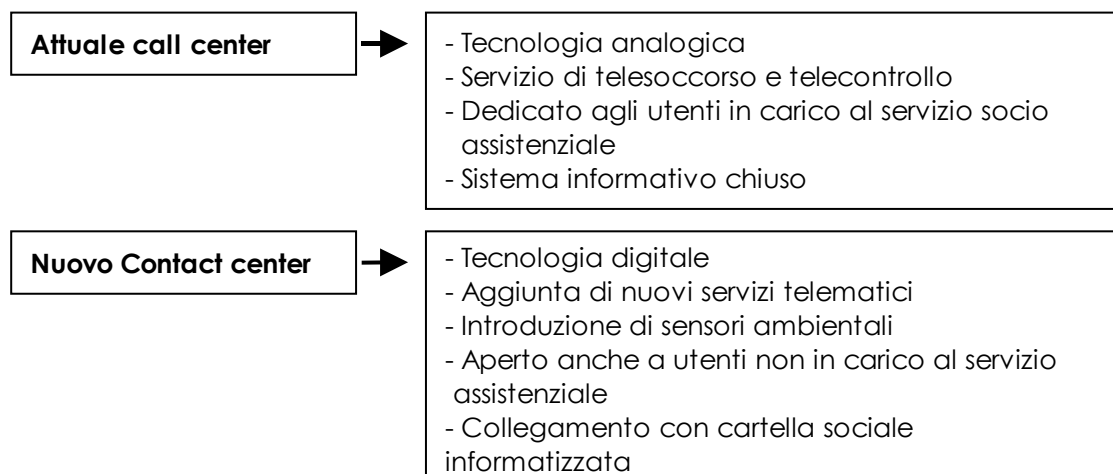 Attuale call center
- Tecnologia analogica
- Servizio di telesoccorso e telecontrollo
- Dedicato agli utenti in carico al servizio socio
assistenziale
- Sistema informativo chiuso
Nuovo Contact center
- Tecnologia digitale
- Aggiunta di nuovi servizi telematici
- Introduzione di sensori ambientali
- Aperto anche a utenti non in carico al servizio
assistenziale
- Collegamento con cartella sociale
informatizzata